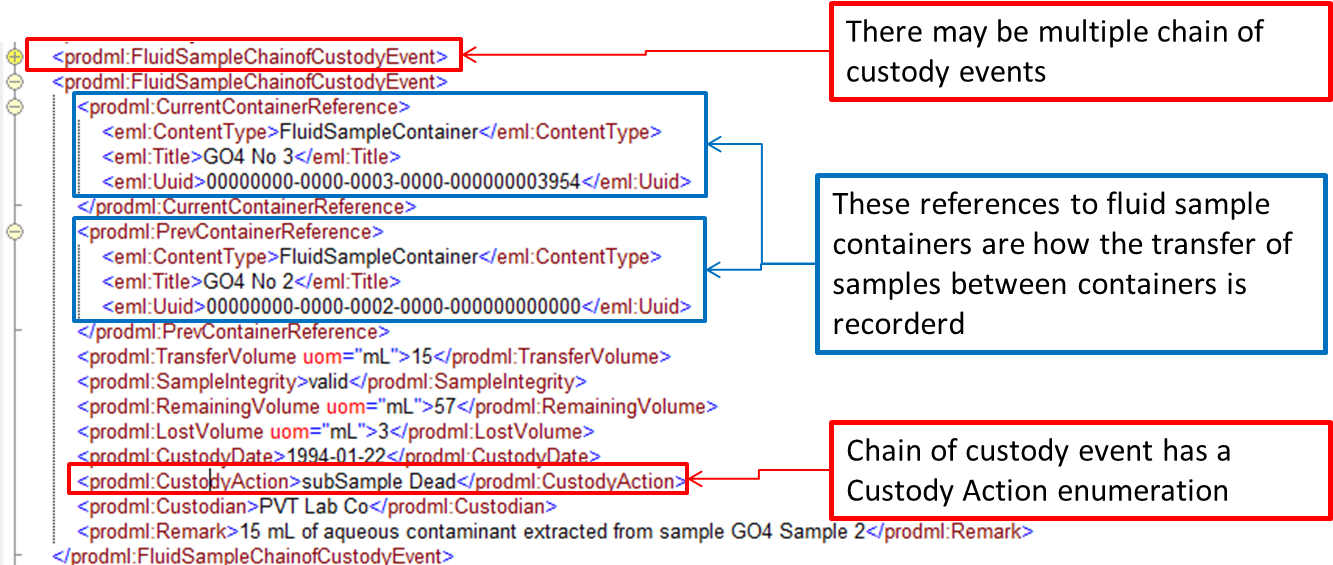 <prodml:FluidSampleChainofCustodyEvent>
<prodml:FluidSampleChainofCustodyEvent>
<prodml:CurrentContainerReference>
<eml:ContentType>FluidSampleContainer</eml:ContentType>
<eml:Title>GO4 No 3</eml:Title>
<eml:Uuid>00000000-0000-0003-0000-000000003954</eml:Uuid>
</prodml:CurrentContainerReference>
<prodml:PrevContainerReference>
<eml:ContentType>FluidSampleContainer</eml:ContentType>
<eml:Title>GO4 No 2</eml:Title>
<eml:Uuid>00000000-0000-0002-0000-000000000000</eml:Uuid>
</prodml:PrevContainerReference>
<prodml:TransferVolume uom="mL">15</prodml:TransferVolume>
<prodml:SampleIntegrity>valid</prodml:SampleIntegrity>
<prodml:RemainingVolume uom="mL">57</prodml:RemainingVolume>
<prodml:LostVolume uom="mL">3</prodml:LostVolume>
<prodml:CustodyDate>1994-01-22</prodml:CustodyDate>
<prodml:CustodyAction>subSample Dead</prodml:CustodyAction>
<prodml:Custodian>PVT Lab Co</prodml:Custodian>
<prodml:Remark>15 mL of aqueous contaminant extracted from sample GO4 Sample 2</prodml:Remark>
</prodml:FluidSampleChainofCustodyEvent>
There may be multiple chain of
custody events
These references to fluid sample
containers are how the transfer of
samples between containers is
recorderd
Chain of custody event has a
Custody Action enumeration